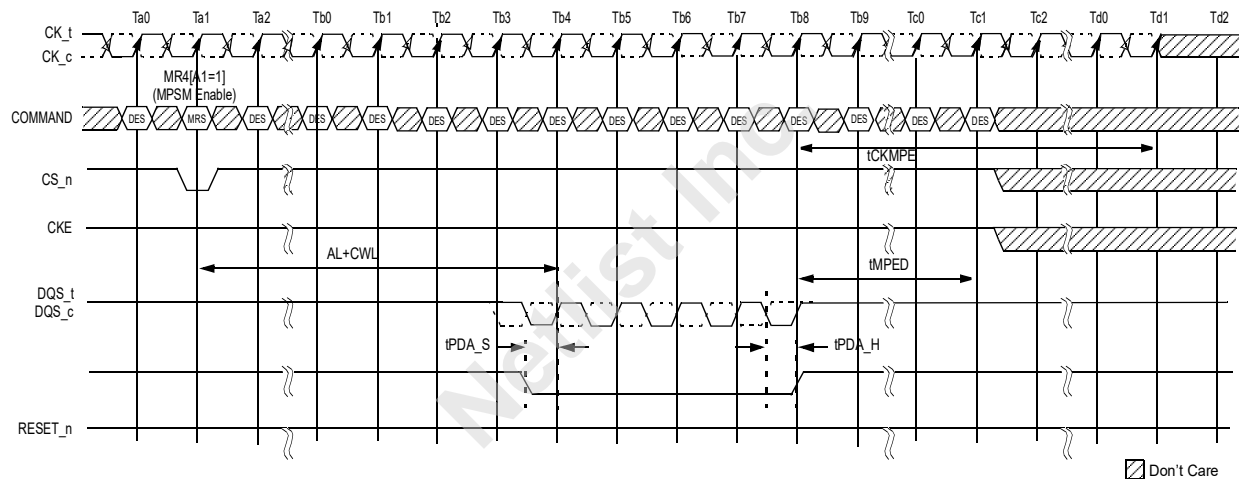 Ta0 Ta1 Ta2 Tb0 Tb1 Tb2 Tb3 Tb4 Tb5 Tb6 Tb7 Tb8 Tb9 Tc0 Tc1 Tc2 Td0 Td1 Td2
CK_t
CK_c
MR4[A1=1]
(MPSM Enable)
COMMAND DES MRS DES DES DES DES DES DES DES DES DES DES DES DES DES
tCKMPE
CS_n
CKE
AL+CWL
tMPED
DQS_t
DQS_c
tPDA_S
tPDA_H
RESET_n
Don't Care
Netlist Inc